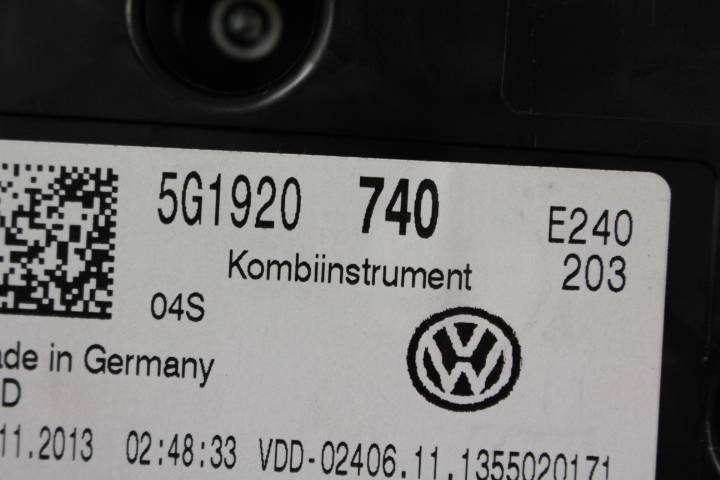 5G1920 740 E240
Kombiinstrument 203
04S
ade in Germany
D
11.2013 02:48:33 VDD-02406.11.1355020171